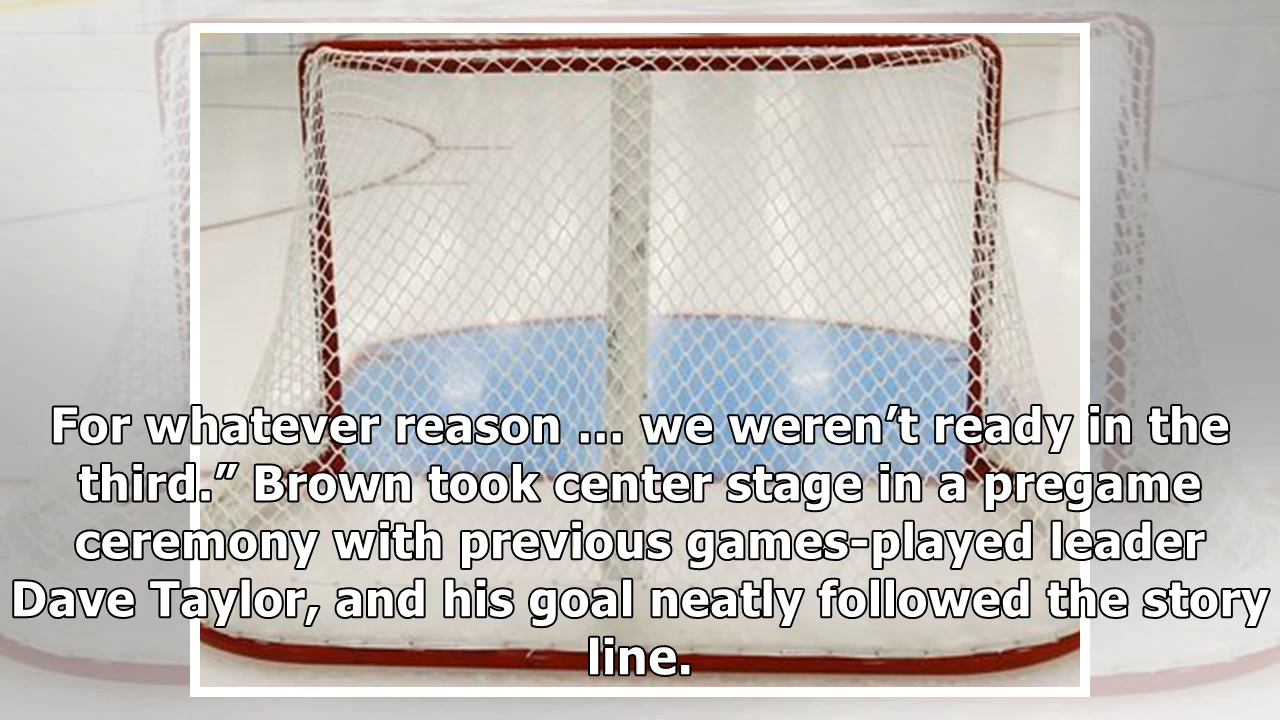 For whatever reason ... we weren’t ready in the
third.” Brown took center stage in a pregame
ceremony with previous games-played leader
Dave Taylor, and his goal neatly followed the story
line.